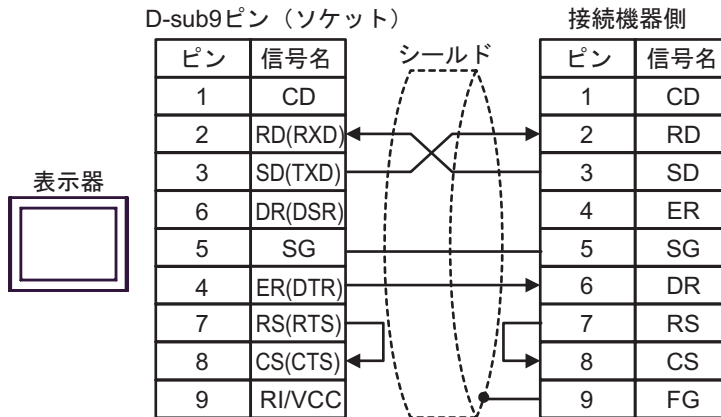 D-sub9ピン（ソケット） 接続機器側
ピン 信号名 シールド ピン 信号名
1 CD 1 CD
2 RD(RXD) 2 RD
3 SD(TXD) 3 SD
表示器
6 DR(DSR) 4 ER
5 SG 5 SG
4 ER(DTR) 6 DR
7 RS(RTS) 7 RS
8 CS(CTS) 8 CS
9 RI/VCC 9 FG